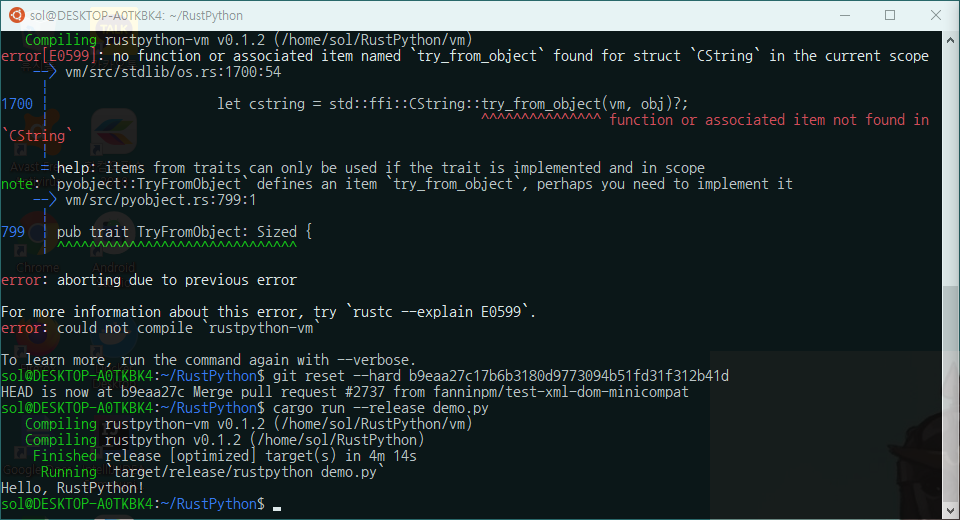 sol@DESKTOP-A0TKBK4: ~/RustPython
Compiling rustpython-vm v0.1.2 (/home/sol/RustPython/vm)
error[E0599]: no function or associated item named `try_from_object` found for struct `CString` in the current scope
--> vm/src/stdlib/os.rs:1700:54
|
1700 | let cstring = std::ffi::CString::try_from_object(vm, obj)?;
| ^^^^^^^^^^^^^^^ function or associated item not found in
`CString`
|
= help: items from traits can only be used if the trait is implemented and in scope
note: `pyobject::TryFromObject` defines an item `try_from_object`, perhaps you need to implement it
--> vm/src/pyobject.rs:799:1
|
799 | pub trait TryFromObject: Sized {
| ^^^^^^^^^^^^^^^^^^^^^^^^^^^^^^
error: aborting due to previous error
For more information about this error, try `rustc --explain E0599`.
error: could not compile `rustpython-vm`
To learn more, run the command again with --verbose.
sol@DESKTOP-A0TKBK4:~/RustPython$ git reset --hard b9eaa27c17b6b3180d9773094b51fd31f312b41d
HEAD is now at b9eaa27c Merge pull request #2737 from fanninpm/test-xml-dom-minicompat
sol@DESKTOP-A0TKBK4:~/RustPython$ cargo run --release demo.py
Compiling rustpython-vm v0.1.2 (/home/sol/RustPython/vm)
Compiling rustpython v0.1.2 (/home/sol/RustPython)
Finished release [optimized] target(s) in 4m 14s
Running `target/release/rustpython demo.py`
Hello, RustPython!
sol@DESKTOP-A0TKBK4:~/RustPython$
Chrome
Android